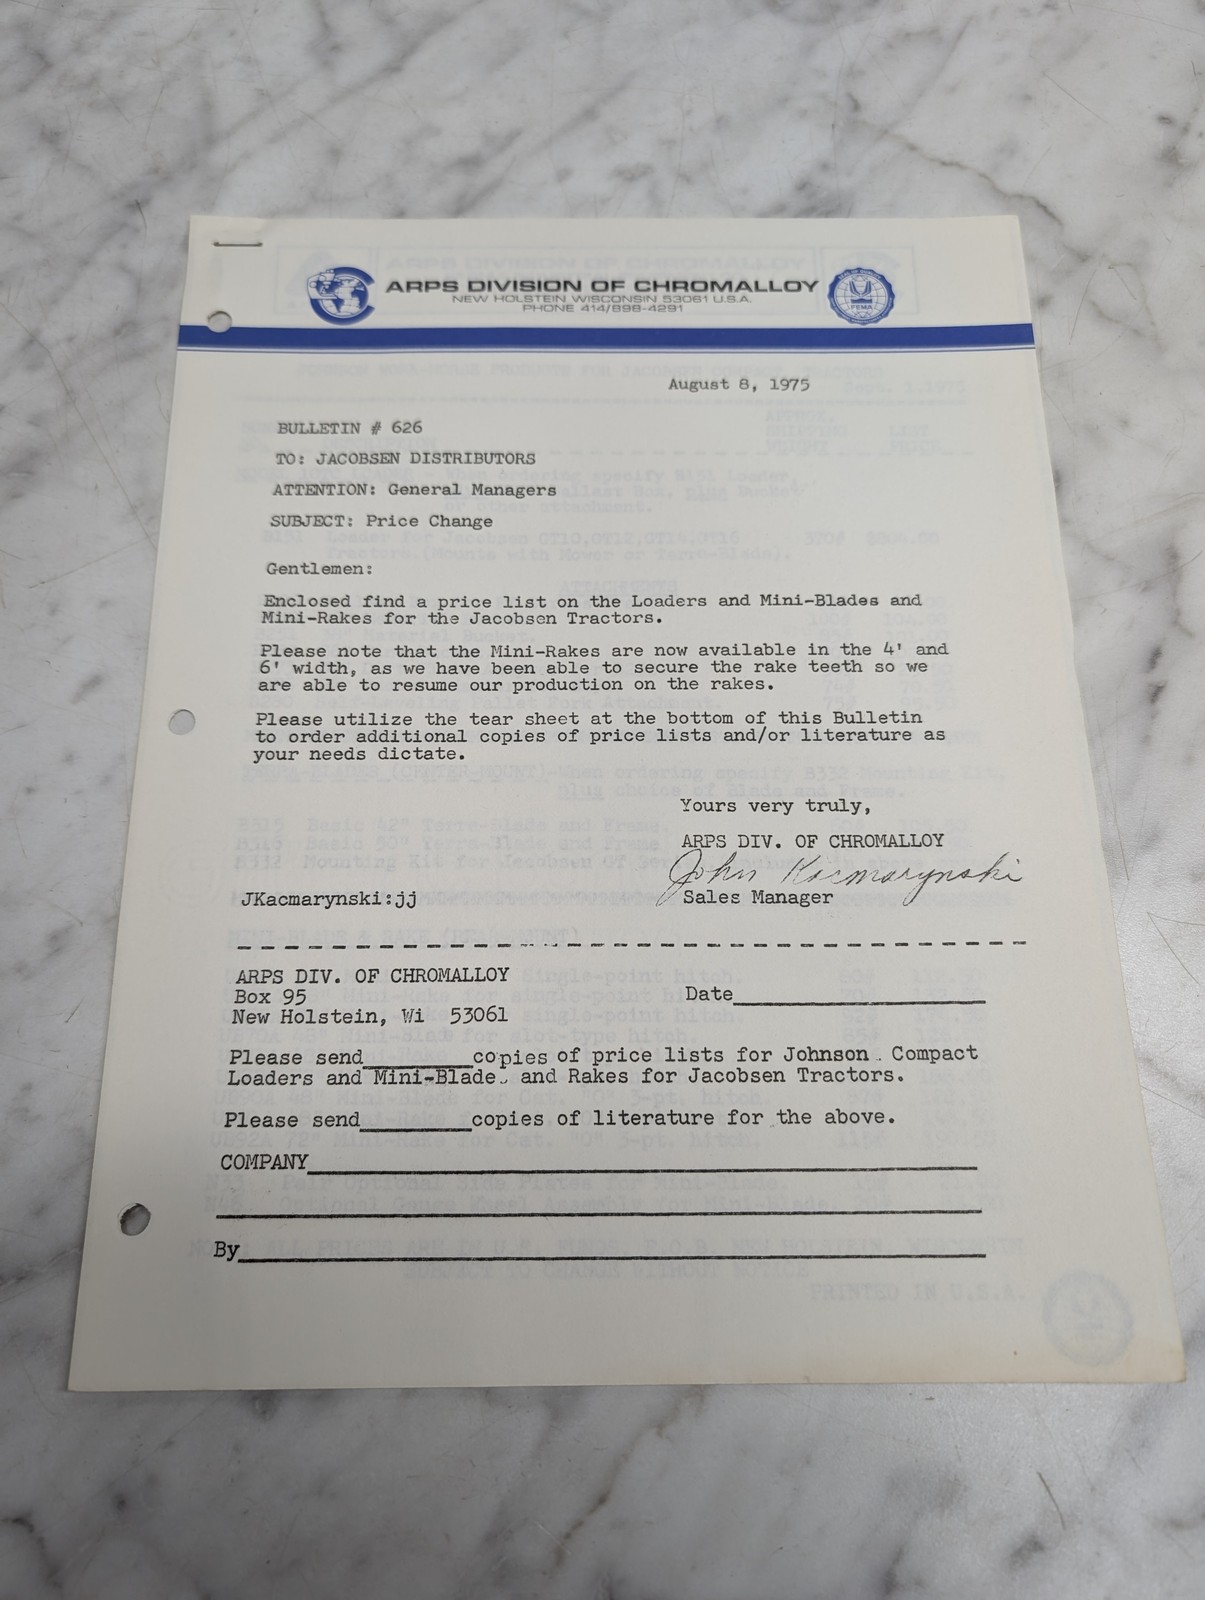 ARPS DIVISION OF CHROMALLOY
NEW HOLSTEIN WISCONSIN 53061 U.S.A.
PHONE 414/898-4291
FEMA
August 8, 1975
BULLETIN # 626
TO: JACOBSEN DISTRIBUTORS
ATTENTION: General Managers
SUBJECT: Price Change
Gentlemen:
Enclosed find a price list on the Loaders and Mini-Blades and
Mini-Rakes for the Jacobsen Tractors.
Please note that the Mini-Rakes are now available in the 4' and
6' width, as we have been able to secure the rake teeth so we
are able to resume our production on the rakes.
Please utilize the tear sheet at the bottom of this Bulletin
to order additional copies of price lists and/or literature as
your needs dictate.
Yours very truly,
ARPS DIV. OF CHROMALLOY
John Kacmarynski
JKacmarynski:jj Sales Manager
ARPS DIV. OF CHROMALLOY
Box 95 Date
New Holstein, Wi 53061
Please send________copies of price lists for Johnson Compact
Loaders and Mini-Blade and Rakes for Jacobsen Tractors.
Please send________copies of literature for the above.
COMPANY
By
PRINTED IN U.S.A.